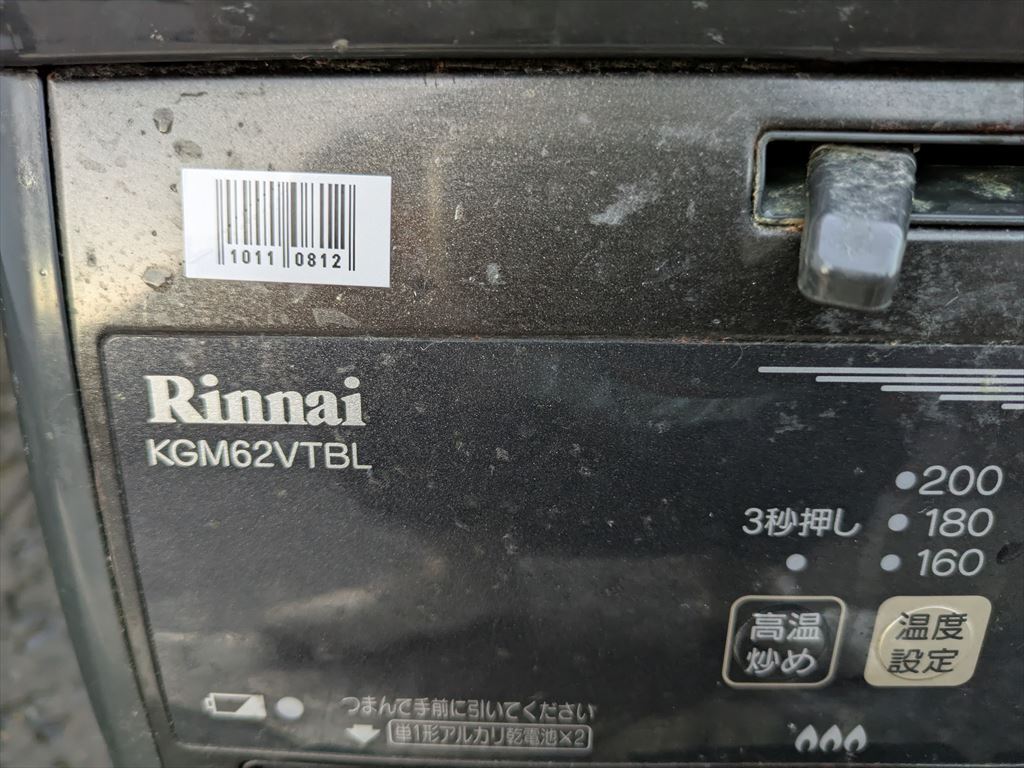 1011 0812
Rinnai
KGM62VTBL
200
3秒押し
180
160
高温
炒め
温度
設定
つまんで手前に引いてください
単1形アルカリ乾電池×2